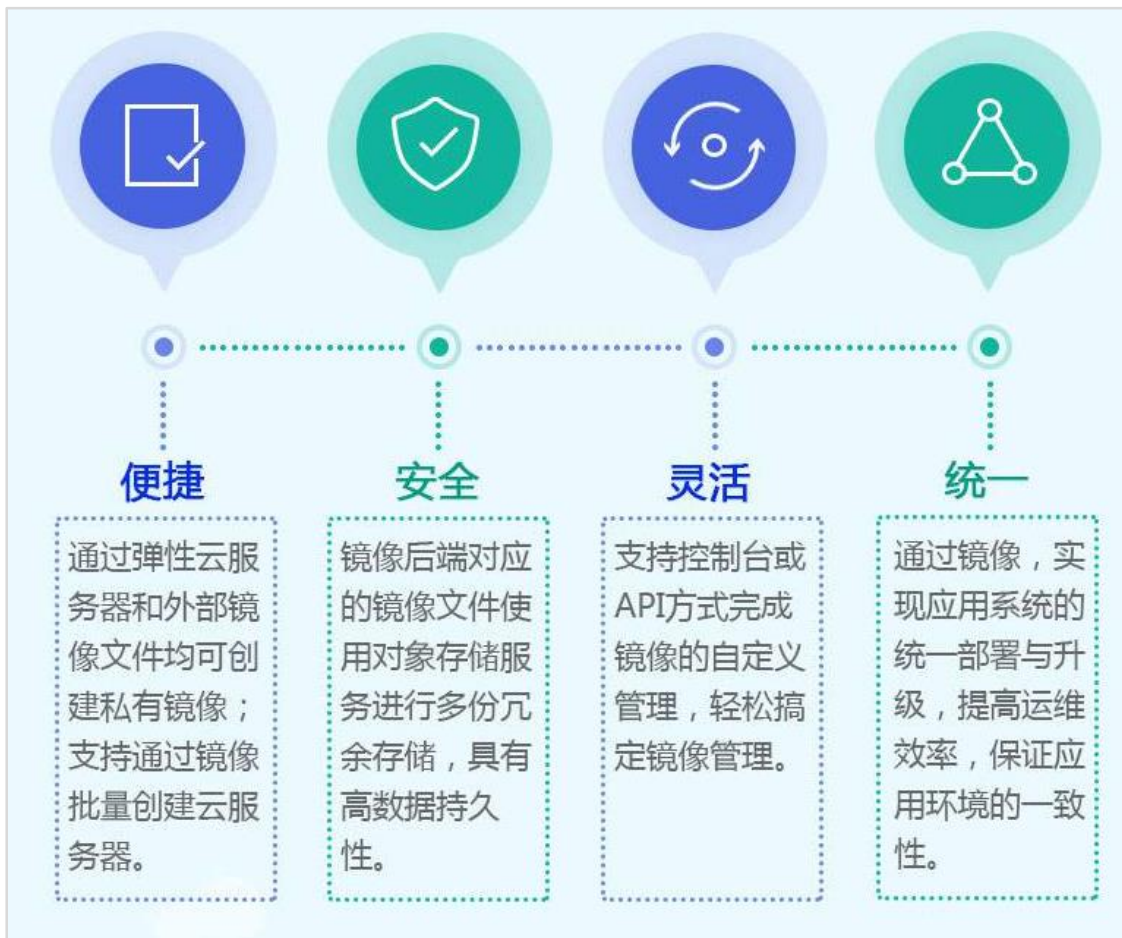 便捷
通过弹性云服
务器和外部镜
像文件均可创
建私有镜像；
支持通过镜像
批量创建云服
务器。
安全
镜像后端对应
的镜像文件使
用对象存储服
务进行多份冗
余存储，具有
高数据持久
性。
灵活
支持控制台或
API方式完成
镜像的自定义
管理，轻松搞
定镜像管理。
统一
通过镜像，实
现应用系统的
统一部署与升
级，提高运维
效率，保证应
用环境的一致
性。